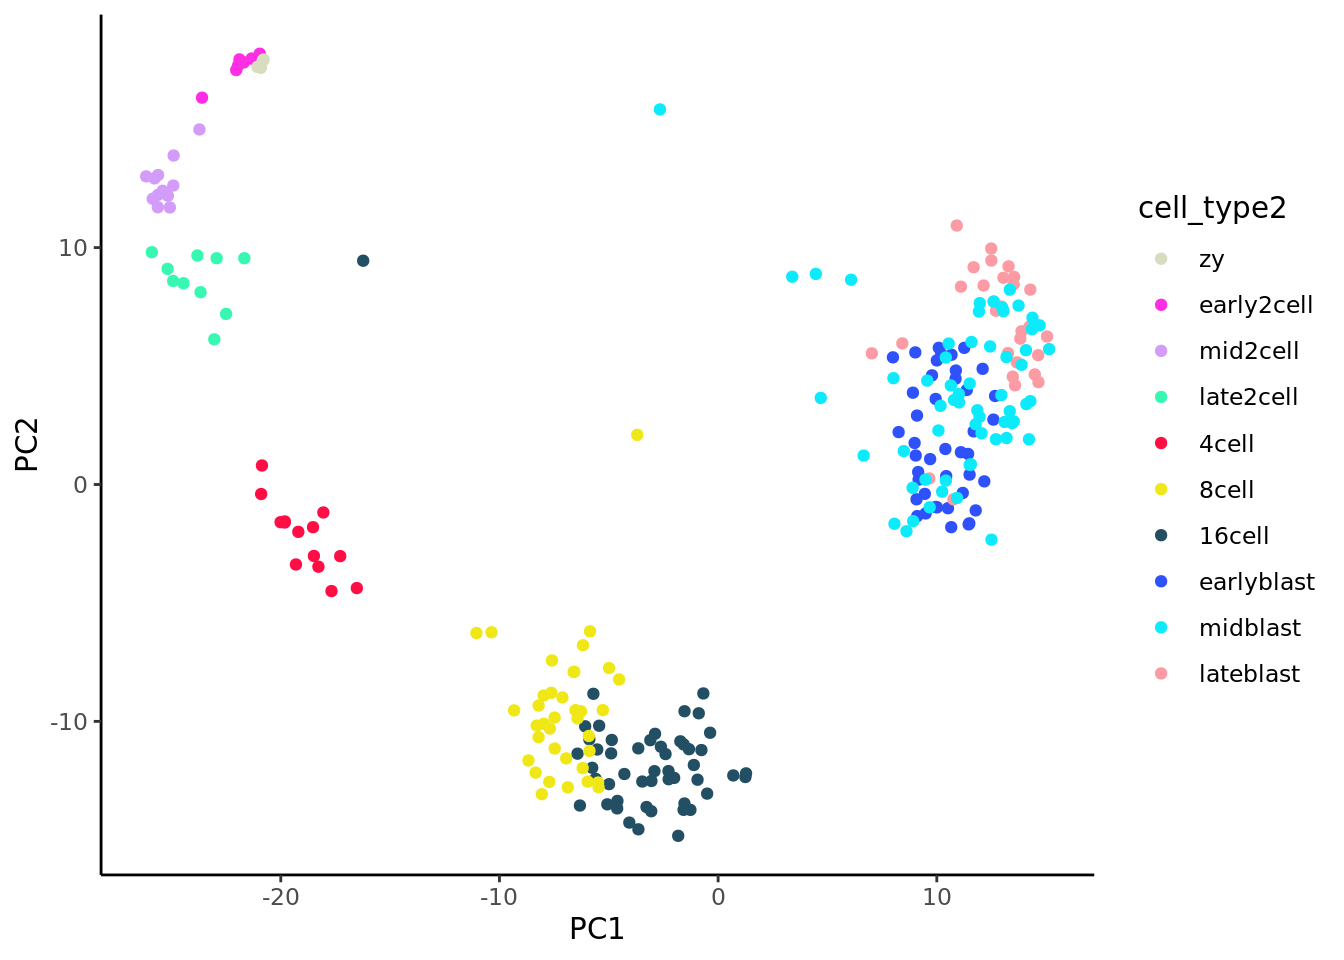 10
0
-10
PC2
-20
-10
0
10
PC1
cell_type2
zy
early2cell
mid2cell
late2cell
4cell
8cell
16cell
earlyblast
midblast
lateblast